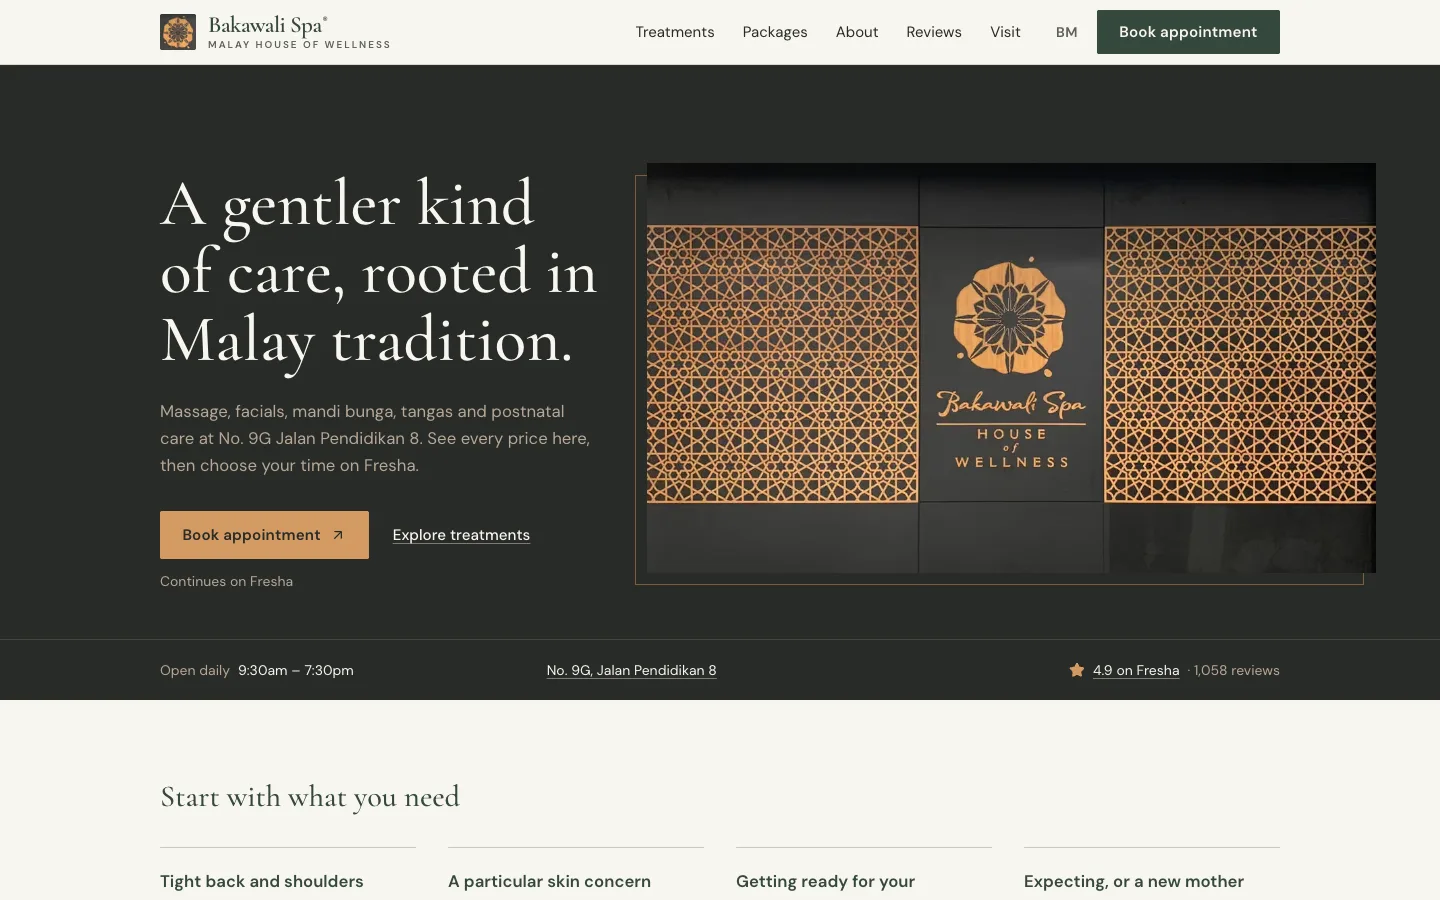 Bakawali Spa®
MALAY HOUSE OF WELLNESS
Treatments
Packages
About
Reviews
Visit
BM
Book appointment
A gentler kind
of care, rooted in
Malay tradition.
Massage, facials, mandi bunga, tangas and postnatal
care at No. 9G Jalan Pendidikan 8. See every price here,
then choose your time on Fresha.
Book appointment
Explore treatments
Continues on Fresha
Bakawali Spa
HOUSE
of
WELLNESS
Open daily 9:30am – 7:30pm
No. 9G, Jalan Pendidikan 8
4.9 on Fresha · 1,058 reviews
Start with what you need
Tight back and shoulders
A particular skin concern
Getting ready for your
Expecting, or a new mother